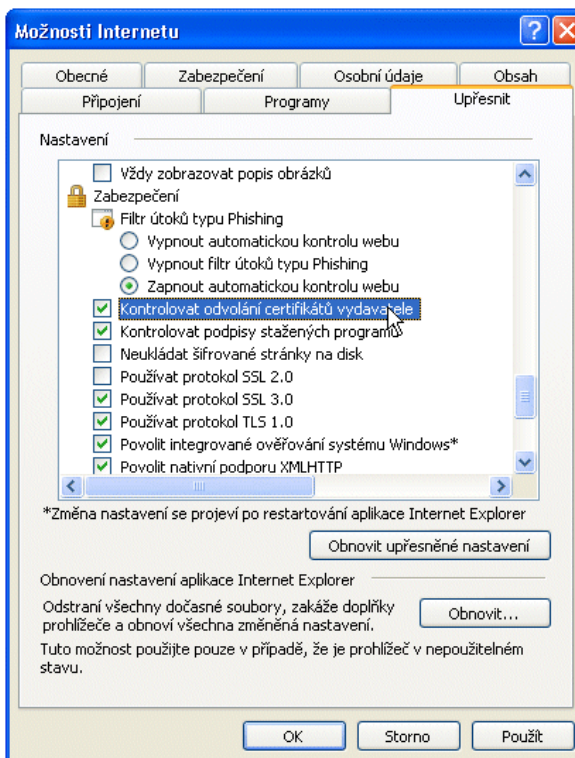 Možnosti Internetu
Obecné Zabezpečení Osobní údaje Obsah
Připojení Programy Upřesnit
Nastavení
Vždy zobrazovat popis obrázků
Zabezpečení
Filtr útoků typu Phishing
Vypnout automatickou kontrolu webu
Vypnout filtr útoků typu Phishing
Zapnout automatickou kontrolu webu
Kontrolovat odvolání certifikátů vydavatele
Kontrolovat podpisy stažených programů
Neukládat šifrované stránky na disk
Používat protokol SSL 2.0
Používat protokol SSL 3.0
Používat protokol TLS 1.0
Povolit integrované ověřování systému Windows*
Povolit nativní podporu XMLHTTP
*Změna nastavení se projeví po restartování aplikace Internet Explorer
Obnovit upřesněné nastavení
Obnovení nastavení aplikace Internet Explorer
Odstraní všechny dočasné soubory, zakáže doplňky
prohlížeče a obnoví všechna změněná nastavení.
Obnovit...
Tuto možnost použijte pouze v případě, že je prohlížeč v nepoužitelném
stavu.
OK Storno Použít